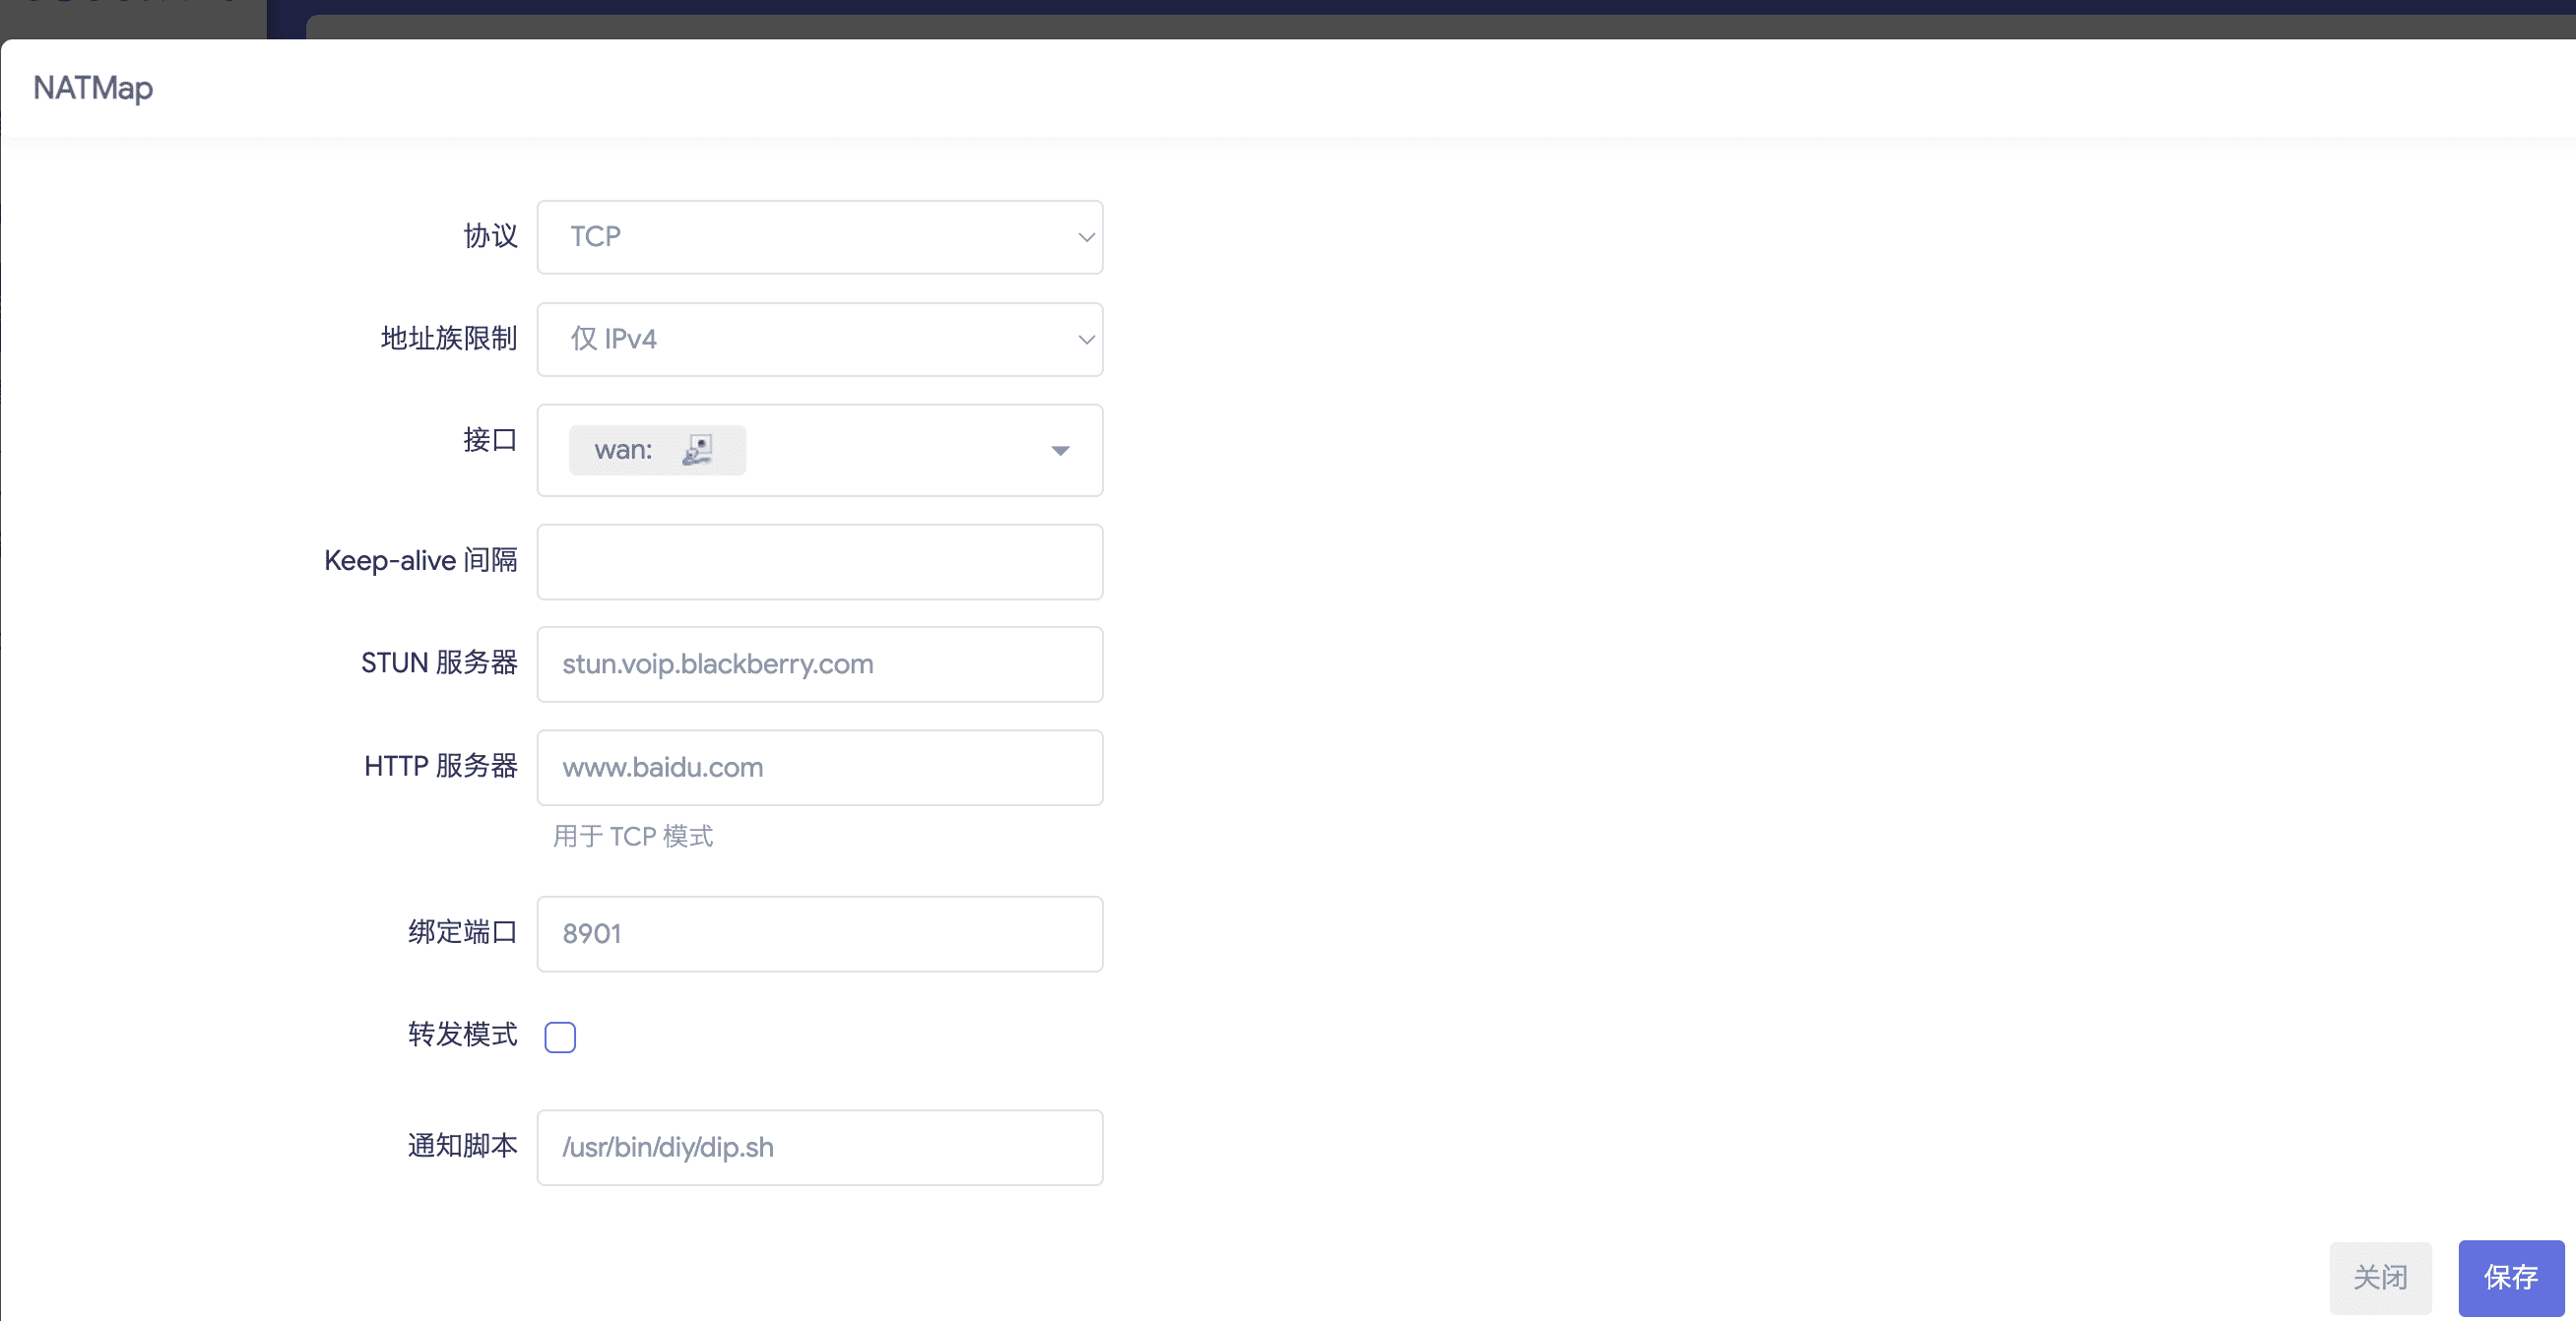 NATMap
协议
TCP
地址族限制
仅 IPv4
接口
wan:
Keep-alive 间隔
STUN 服务器
stun.voip.blackberry.com
HTTP 服务器
www.baidu.com
用于 TCP 模式
绑定端口
8901
转发模式
通知脚本
/usr/bin/diy/dip.sh
关闭
保存